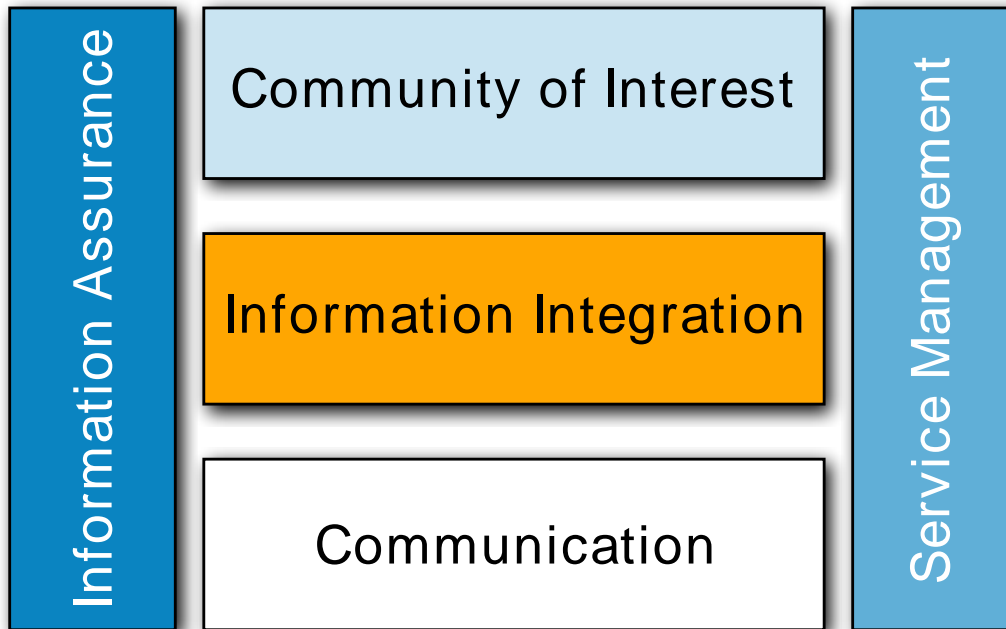 Information Assurance
Community of Interest
Information Integration
Communication
Service Management